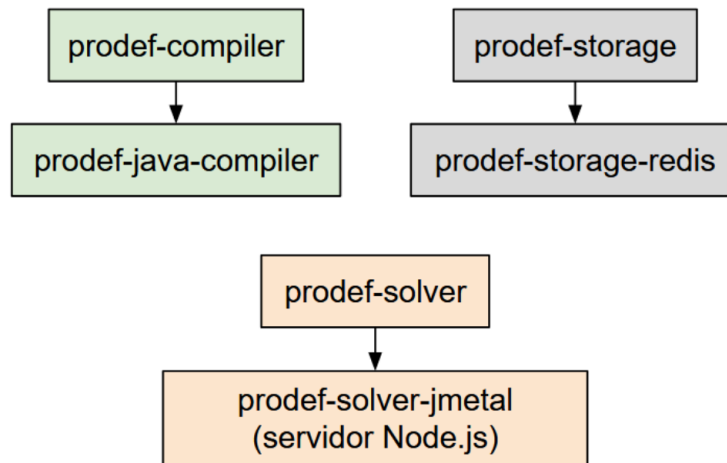 prodef-compiler
prodef-storage
prodef-java-compiler
prodef-storage-redis
prodef-solver
prodef-solver-jmetal
(servidor Node.js)